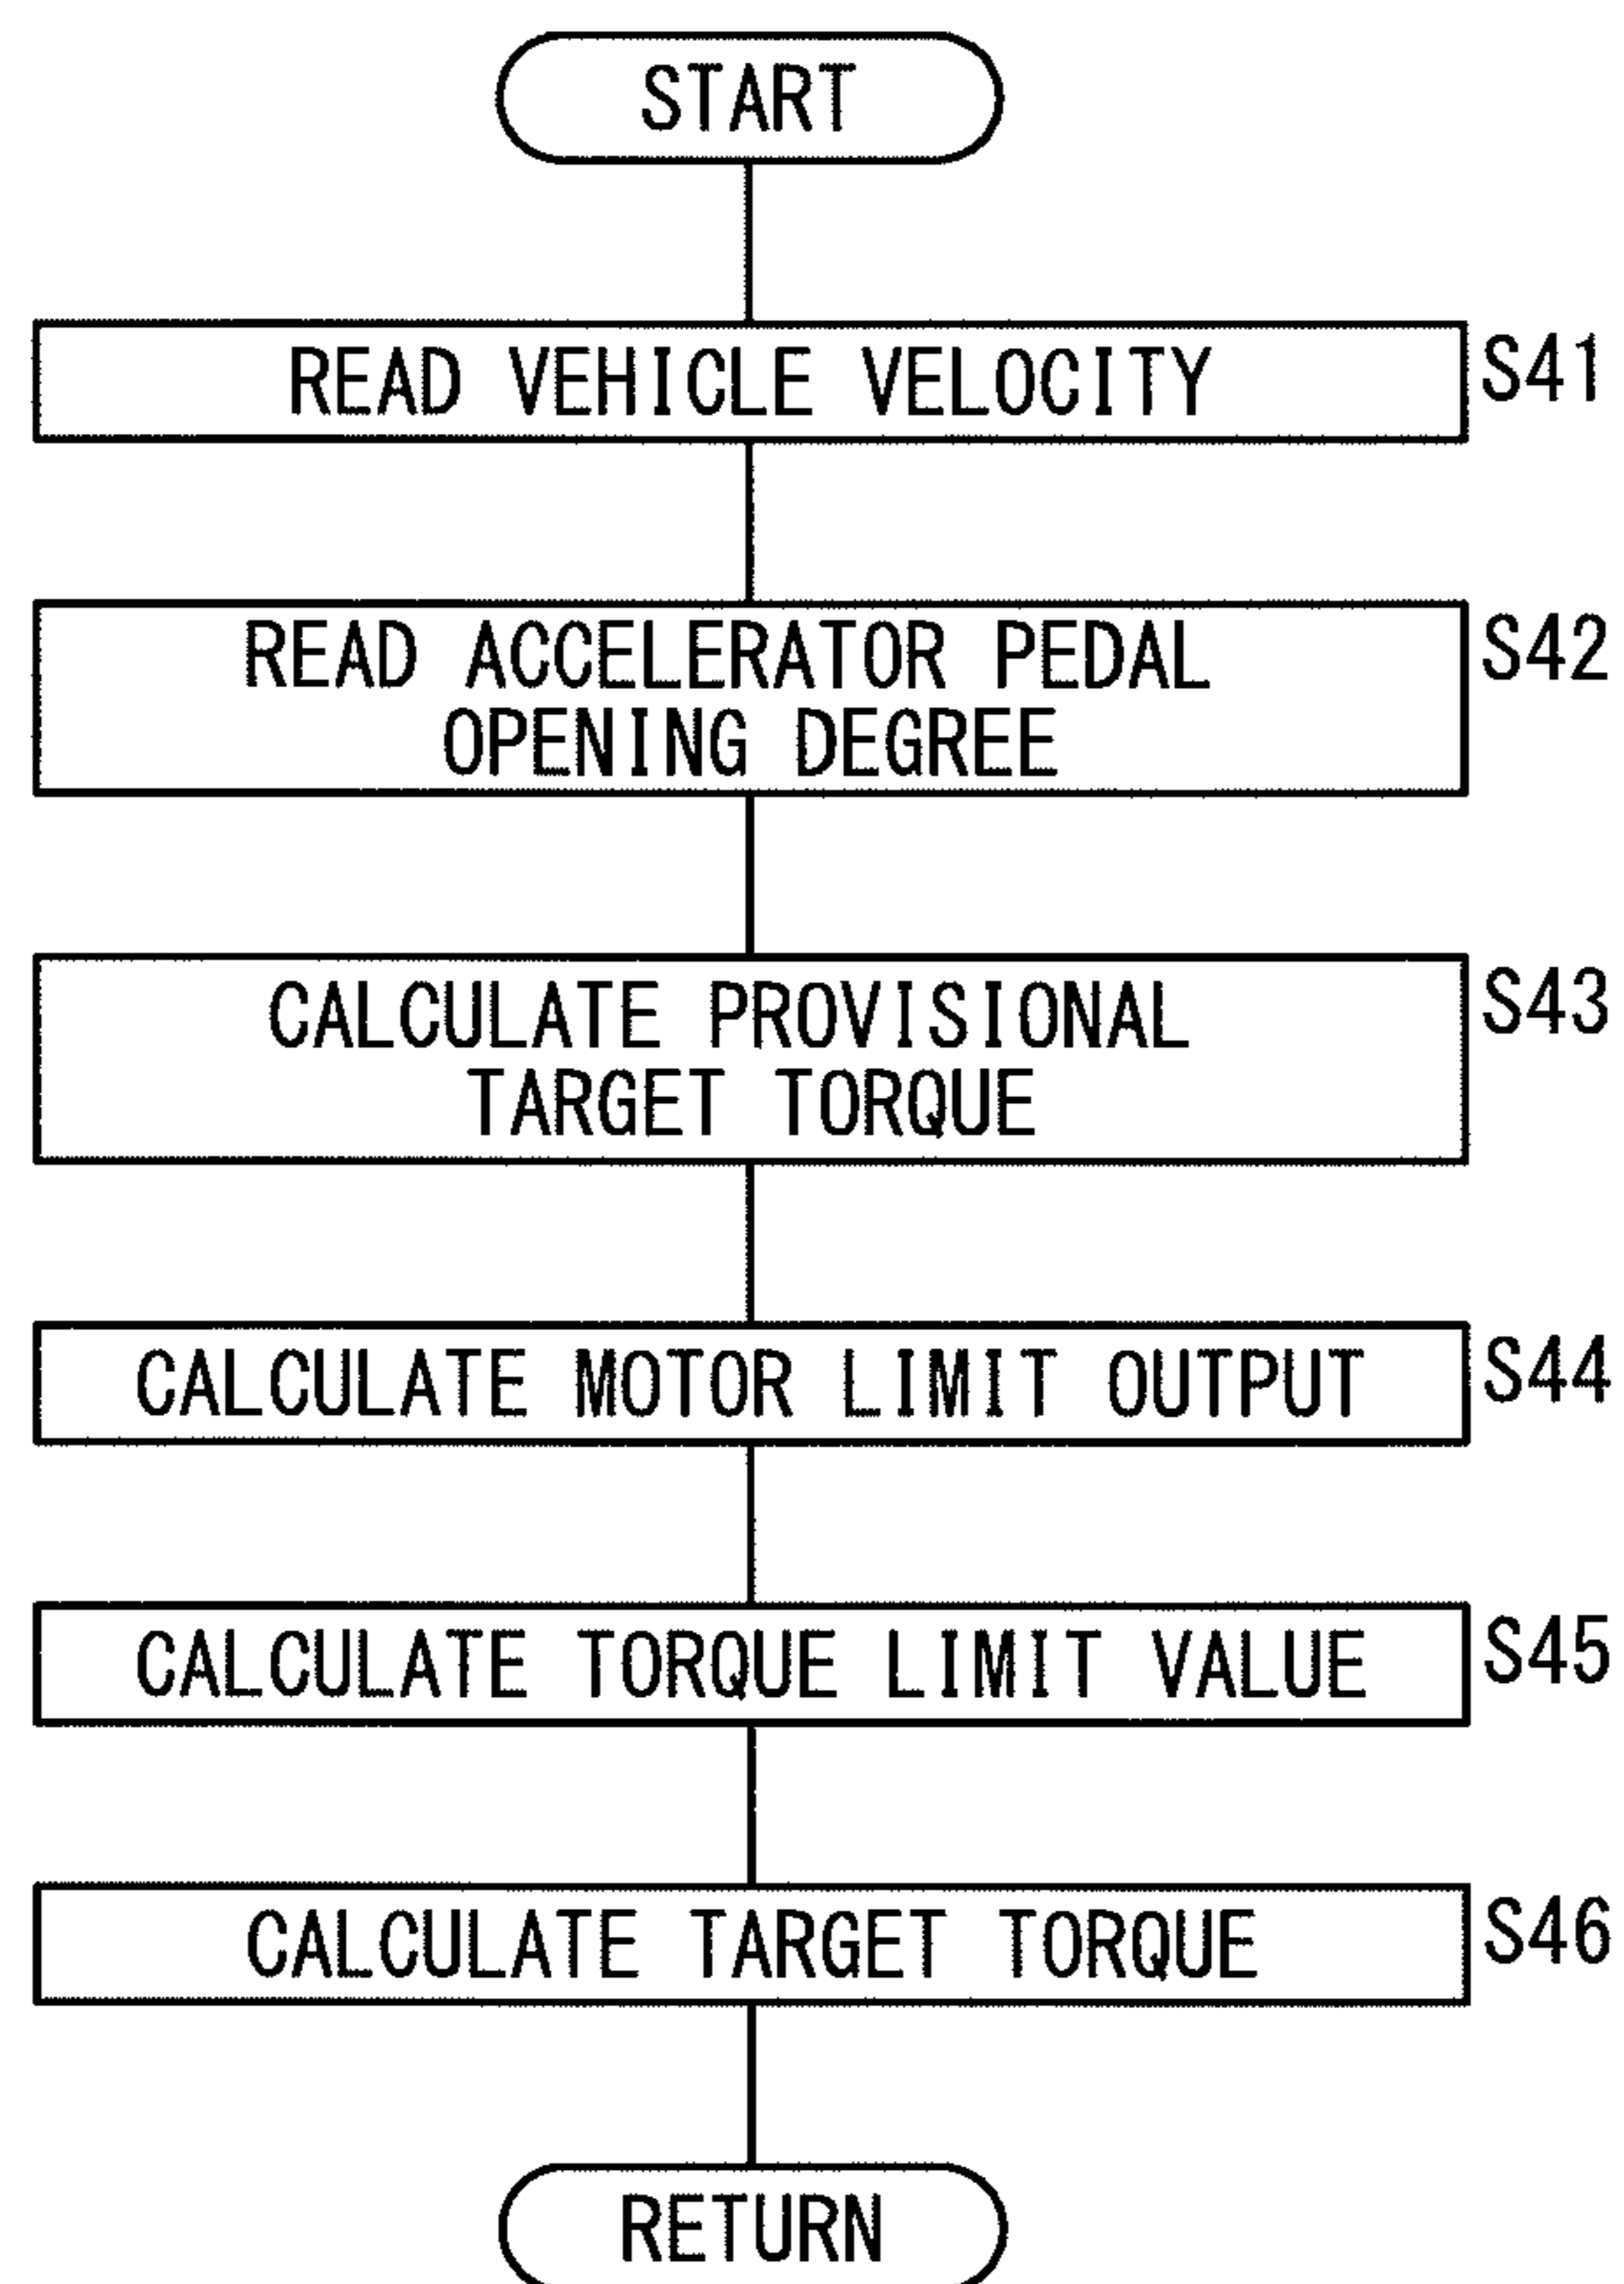 START
READ VEHICLE VELOCITY S41
READ ACCELERATOR PEDAL S42
OPENING DEGREE
CALCULATE PROVISIONAL S43
TARGET TORQUE
CALCULATE MOTOR LIMIT OUTPUT S44
CALCULATE TORQUE LIMIT VALUE S45
CALCULATE TARGET TORQUE S46
RETURN